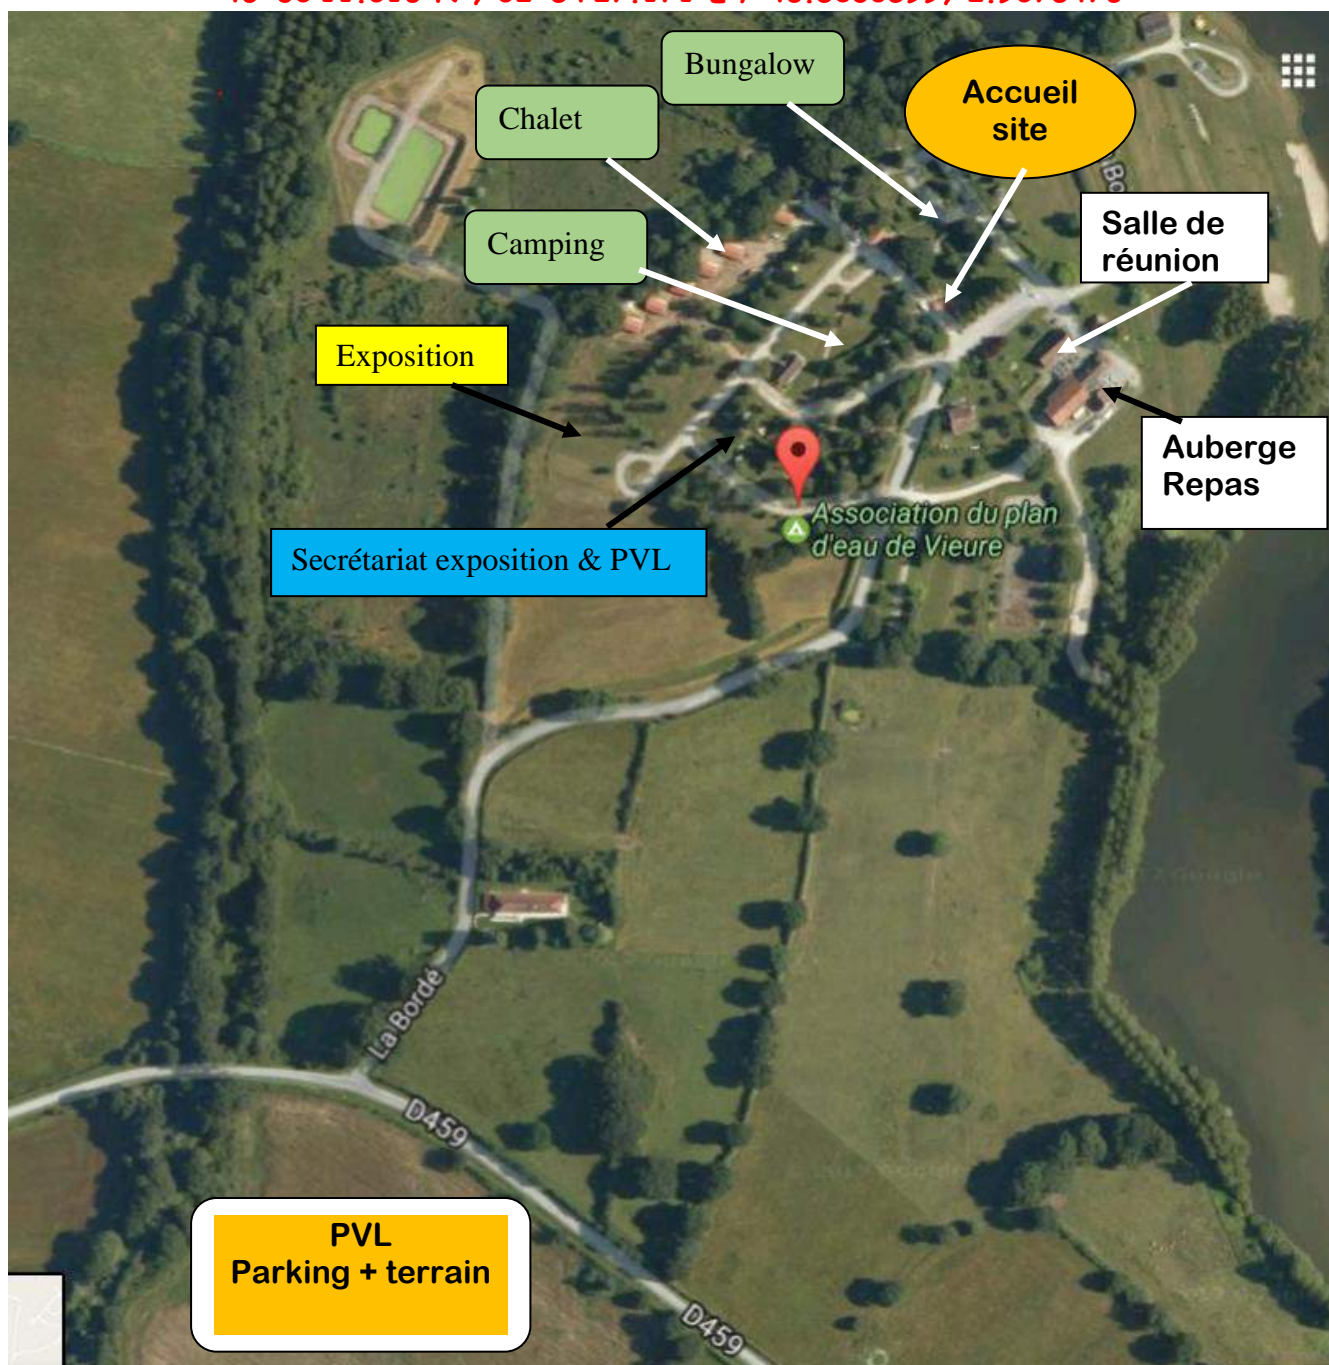 Bungalow
Accueil
site
Chalet
Salle de
réunion
Camping
Exposition
Auberge
Repas
Association du plan
d'eau de Vieure
Secrétariat exposition & PVL
La Bordé
D459
PVL
Parking + terrain
D459